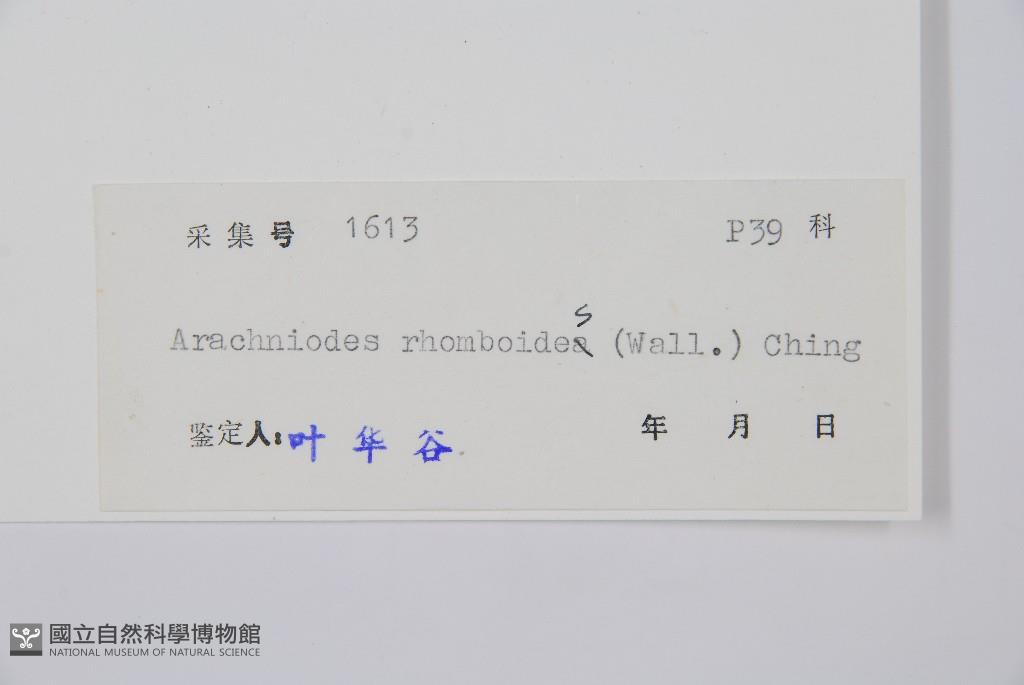 采集号 1613 P39 科
Arachniodes rhomboides (Wall.) Ching
鉴定人:叶华谷 年 月 日
國立自然科學博物館
NATIONAL MUSEUM OF NATURAL SCIENCE